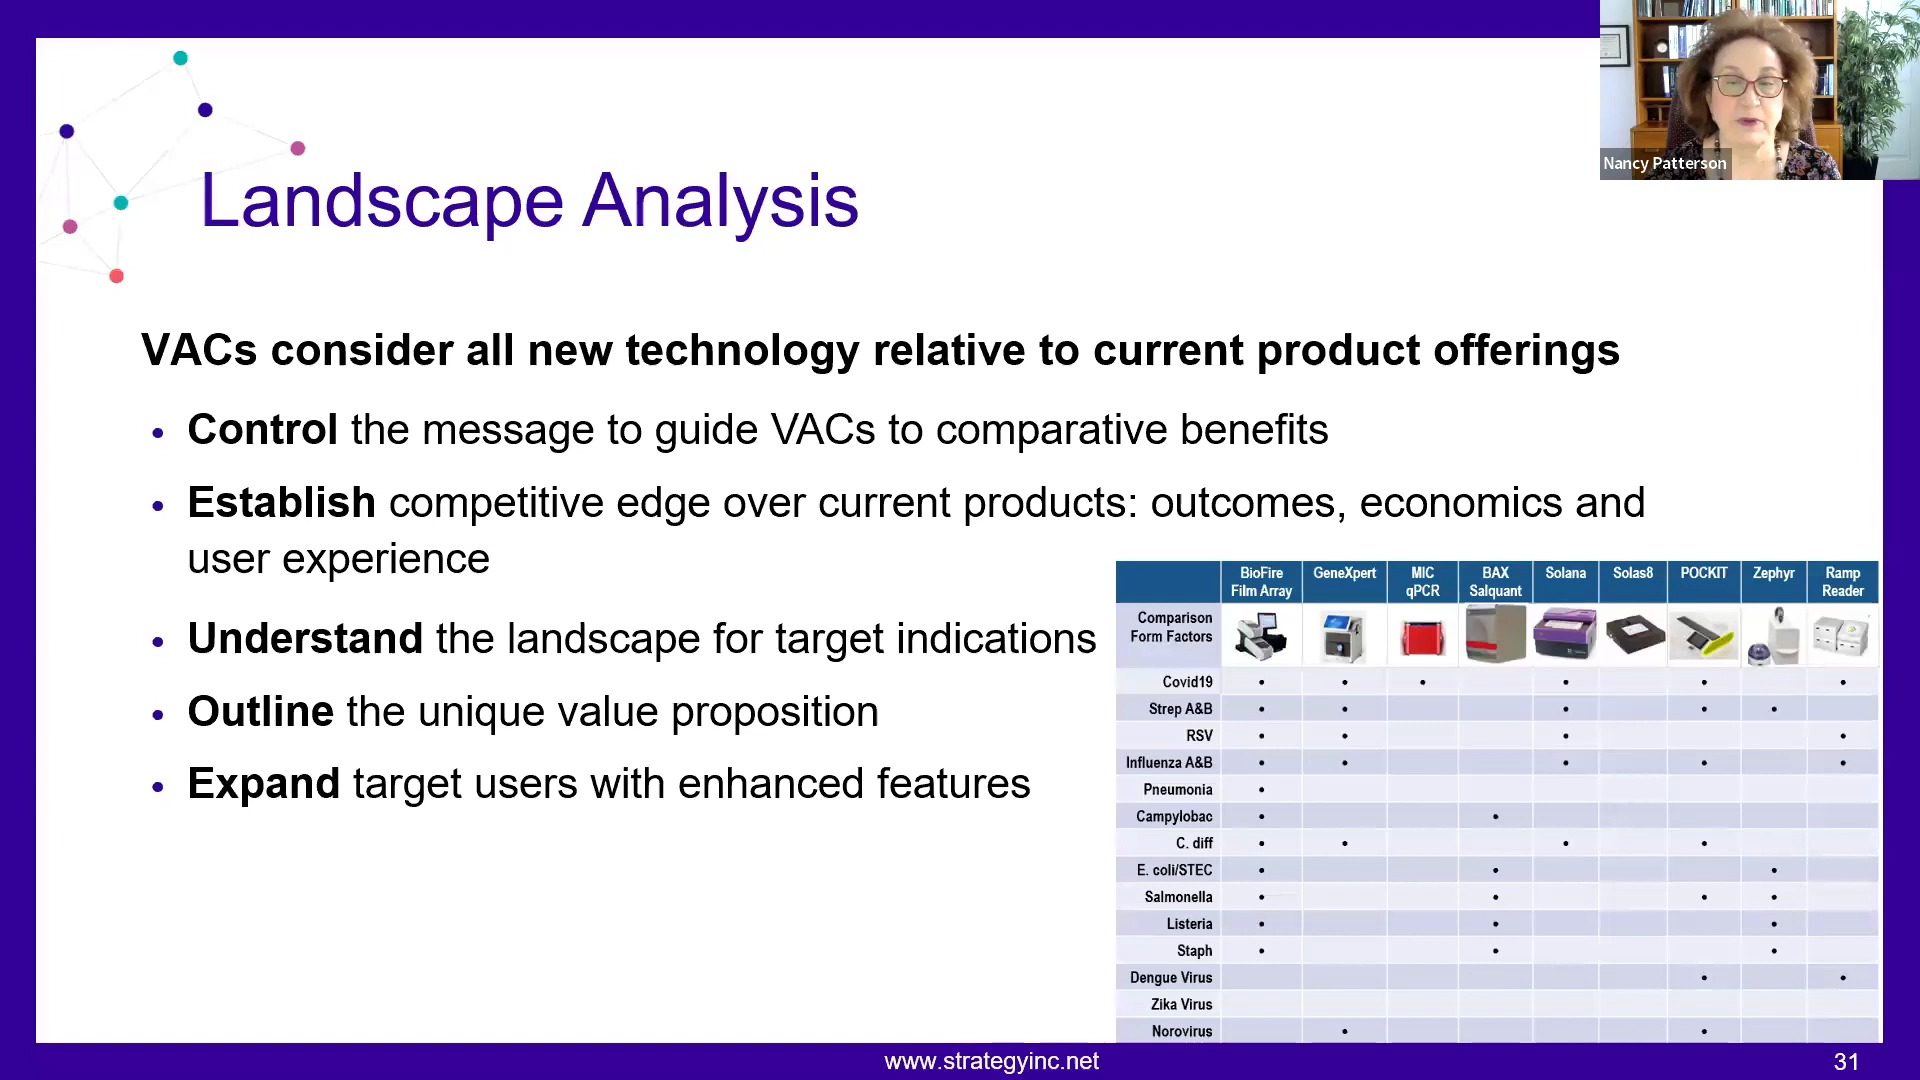 Nancy Patterson
Landscape Analysis
VACs consider all new technology relative to current product offerings
• Control the message to guide VACs to comparative benefits
• Establish competitive edge over current products: outcomes, economics and
user experience
• Understand the landscape for target indications
• Outline the unique value proposition
• Expand target users with enhanced features
BioFire Film Array GeneXpert MIC qPCR BAX Salquant Solana Solas8 POCKIT Zephyr Ramp Reader
Comparison
Form Factors
Covid19 • • • • • •
Strep A&B • • • • •
RSV • • • •
Influenza A&B • • • • •
Pneumonia •
Campylobac • •
C. diff • • • •
E. coli/STEC • • •
Salmonella • • • •
Listeria • • •
Staph • • •
Dengue Virus • •
Zika Virus
Norovirus • •
www.strategyinc.net
31